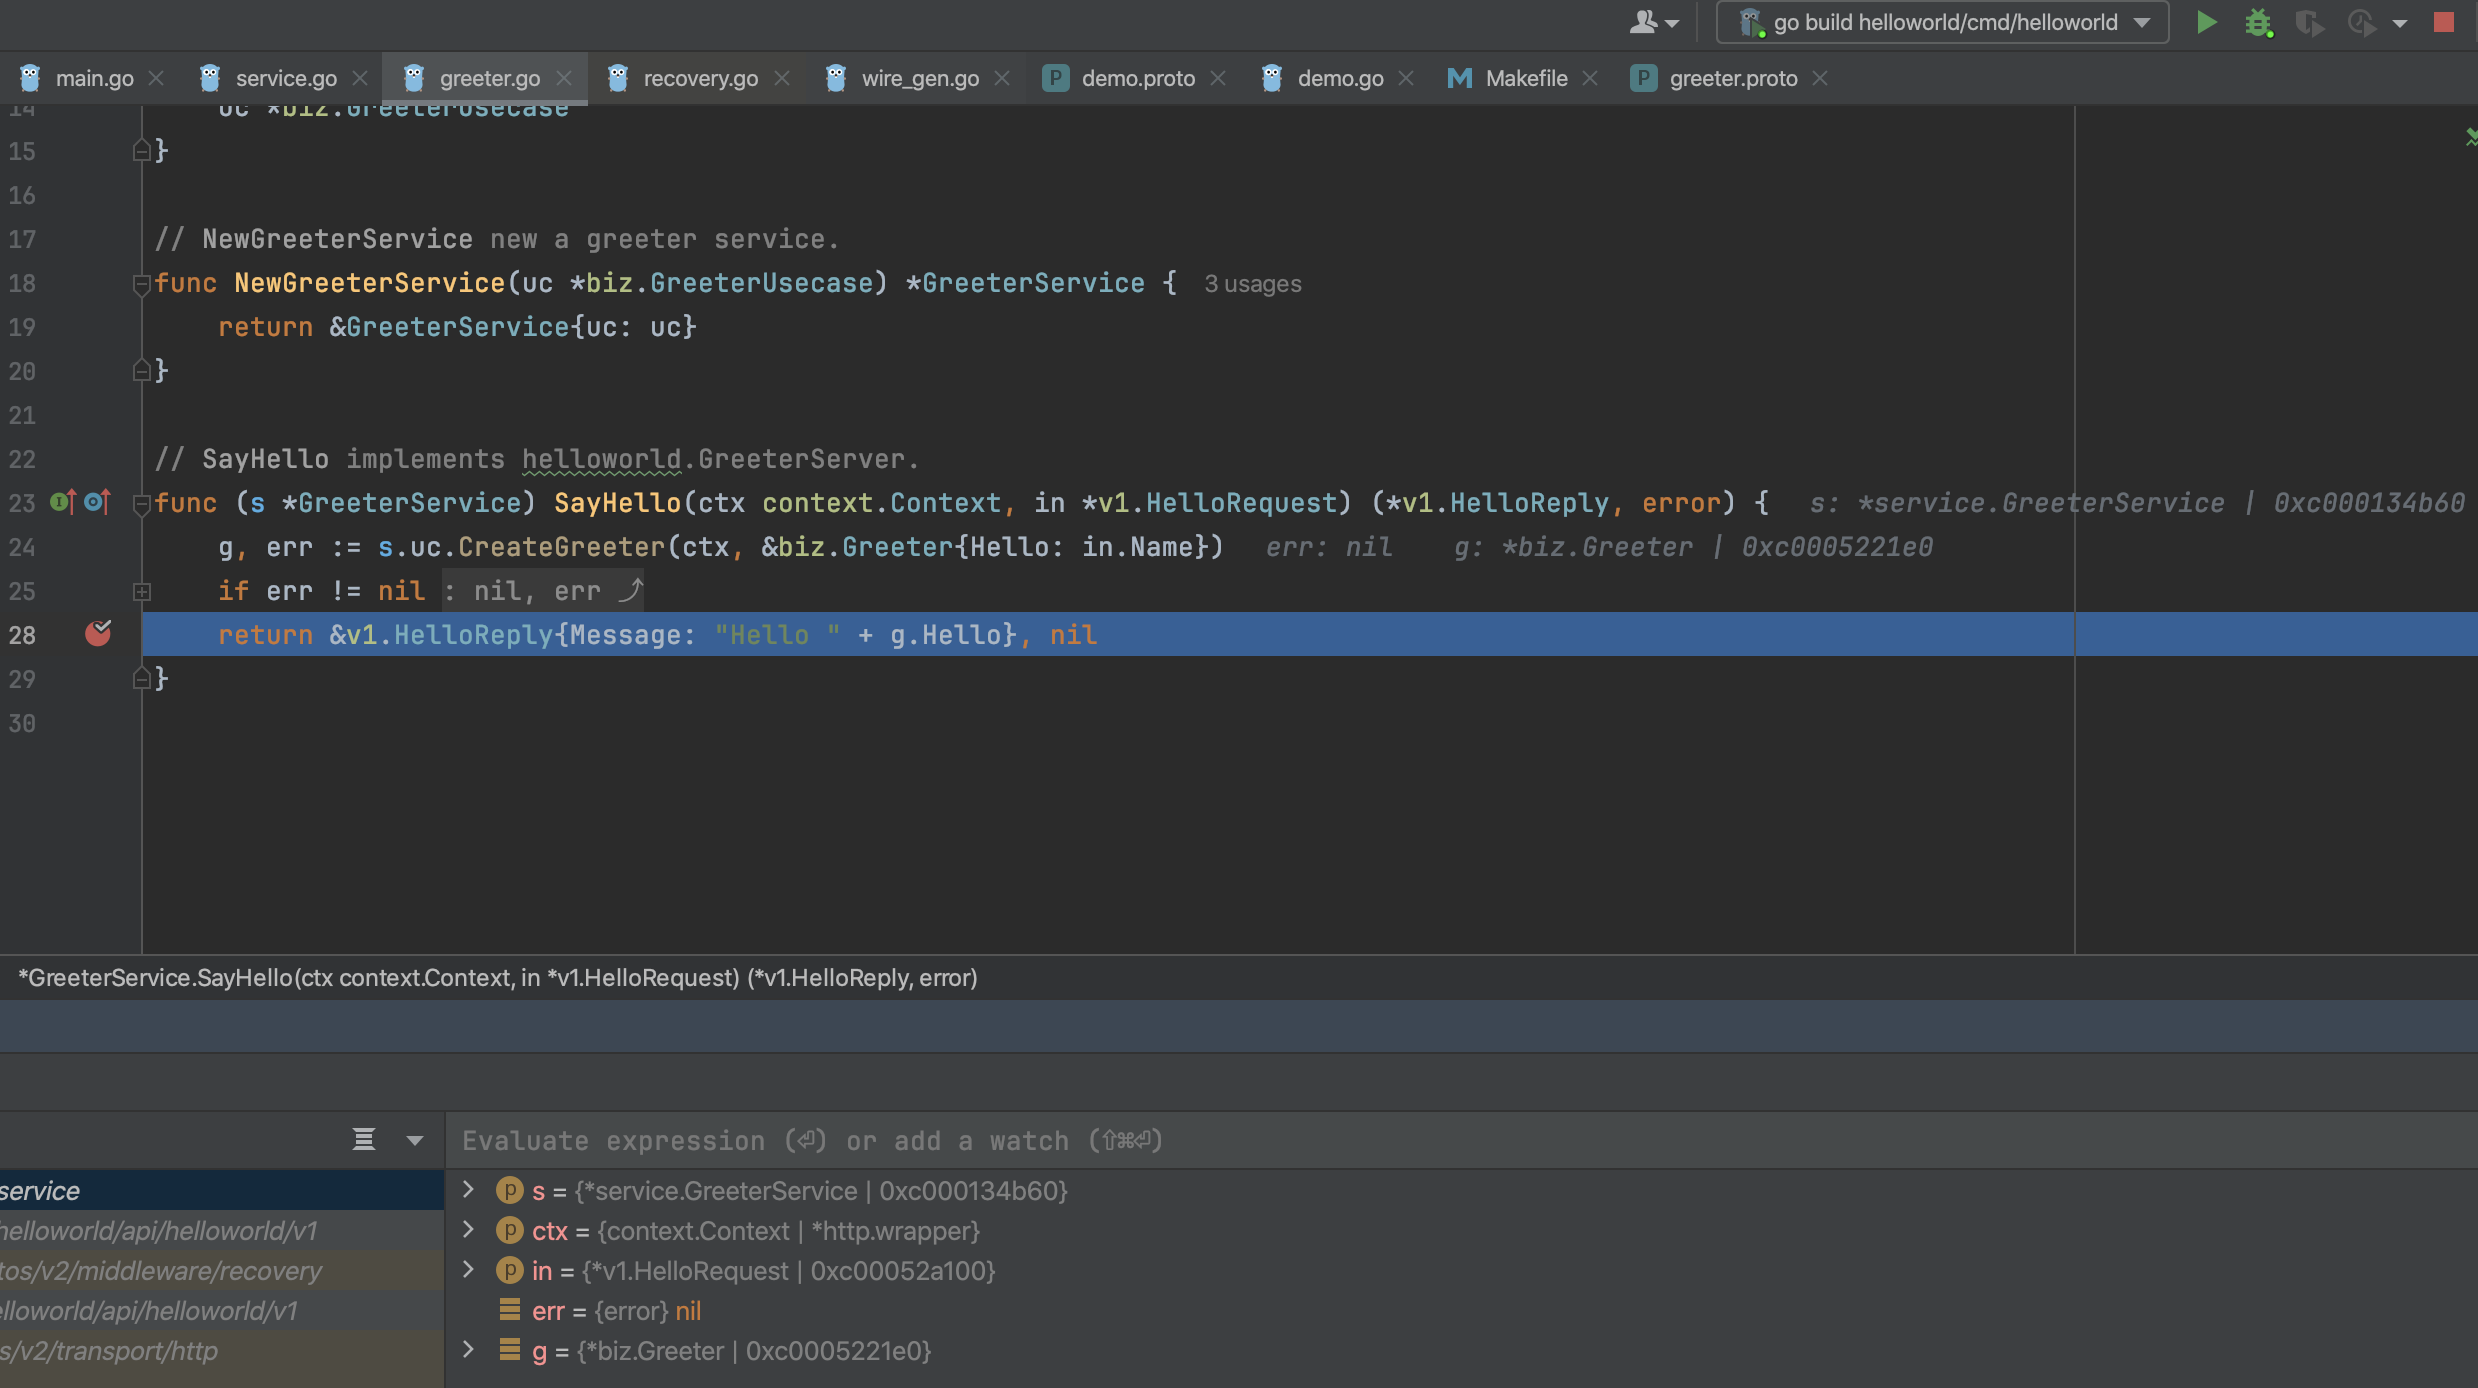 go build helloworld/cmd/helloworld
main.go service.go greeter.go recovery.go wire_gen.go demo.proto demo.go Makefile greeter.proto
14 uc *biz.GreeterUsecase
15 }
16
17 // NewGreeterService new a greeter service.
18 func NewGreeterService(uc *biz.GreeterUsecase) *GreeterService { 3 usages
19 return &GreeterService{uc: uc}
20 }
21
22 // SayHello implements helloworld.GreeterServer.
23 func (s *GreeterService) SayHello(ctx context.Context, in *v1.HelloRequest) (*v1.HelloReply, error) { s: *service.GreeterService | 0xc000134b60
24 g, err := s.uc.CreateGreeter(ctx, &biz.Greeter{Hello: in.Name}) err: nil g: *biz.Greeter | 0xc0005221e0
25 if err != nil : nil, err ⤴
28 return &v1.HelloReply{Message: "Hello " + g.Hello}, nil
29 }
30
*GreeterService.SayHello(ctx context.Context, in *v1.HelloRequest) (*v1.HelloReply, error)
Evaluate expression (⏎) or add a watch (⇧⌘⏎)
service
helloworld/api/helloworld/v1
tos/v2/middleware/recovery
elloworld/api/helloworld/v1
s/v2/transport/http
s = {*service.GreeterService | 0xc000134b60}
ctx = {context.Context | *http.wrapper}
in = {*v1.HelloRequest | 0xc00052a100}
err = {error} nil
g = {*biz.Greeter | 0xc0005221e0}